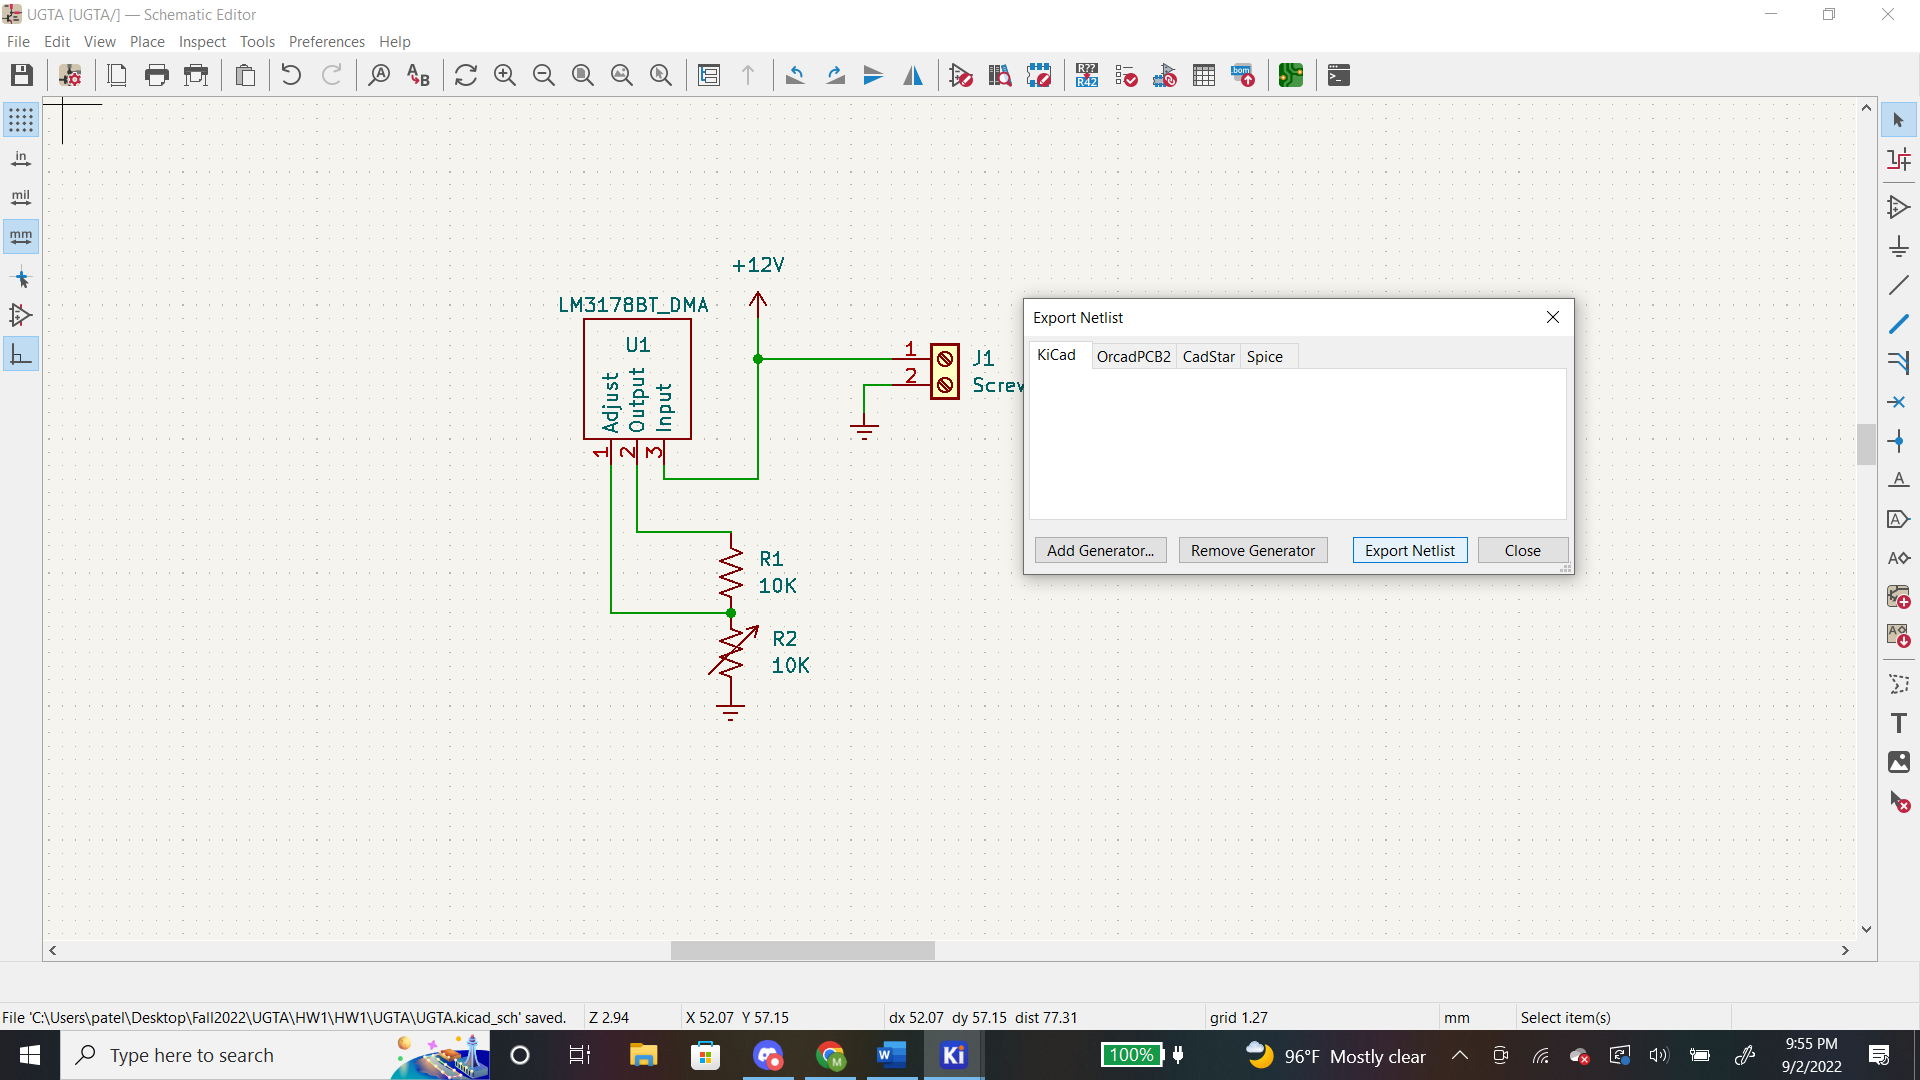 UGTA [UGTA/] — Schematic Editor
File Edit View Place Inspect Tools Preferences Help
A
A B
R??
R42
bom
>_
in
mil
mm
+12V
LM3178BT_DMA
U1
Adjust
Output
Input
1
2
3
1
2
J1
Screw
R1
10K
R2
10K
Export Netlist
KiCad OrcadPCB2 CadStar Spice
Add Generator... Remove Generator Export Netlist Close
A
A
A
A
T
File 'C:\Users\patel\Desktop\Fall2022\UGTA\HW1\HW1\UGTA\UGTA.kicad_sch' saved. Z 2.94 X 52.07 Y 57.15 dx 52.07 dy 57.15 dist 77.31 grid 1.27 mm Select item(s)
Type here to search
M
W
Ki
100%
96°F Mostly clear
9:55 PM
9/2/2022